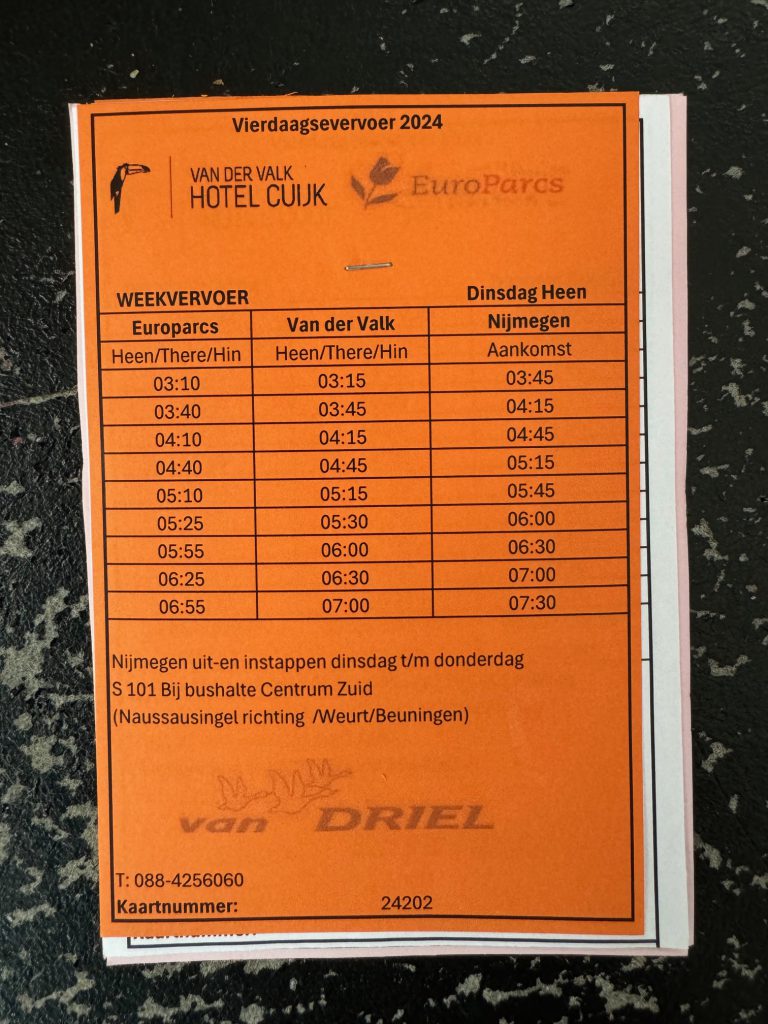 Vierdaagsevervoer 2024
VAN DER VALK
HOTEL CUIJK
EuroParcs
WEEKVERVOER Dinsdag Heen
Europarcs Van der Valk Nijmegen
Heen/There/Hin Heen/There/Hin Aankomst
03:10 03:15 03:45
03:40 03:45 04:15
04:10 04:15 04:45
04:40 04:45 05:15
05:10 05:15 05:45
05:25 05:30 06:00
05:55 06:00 06:30
06:25 06:30 07:00
06:55 07:00 07:30
Nijmegen uit-en instappen dinsdag t/m donderdag
S 101 Bij bushalte Centrum Zuid
(Naussausingel richting /Weurt/Beuningen)
van DRIEL
T: 088-4256060
Kaartnummer: 24202